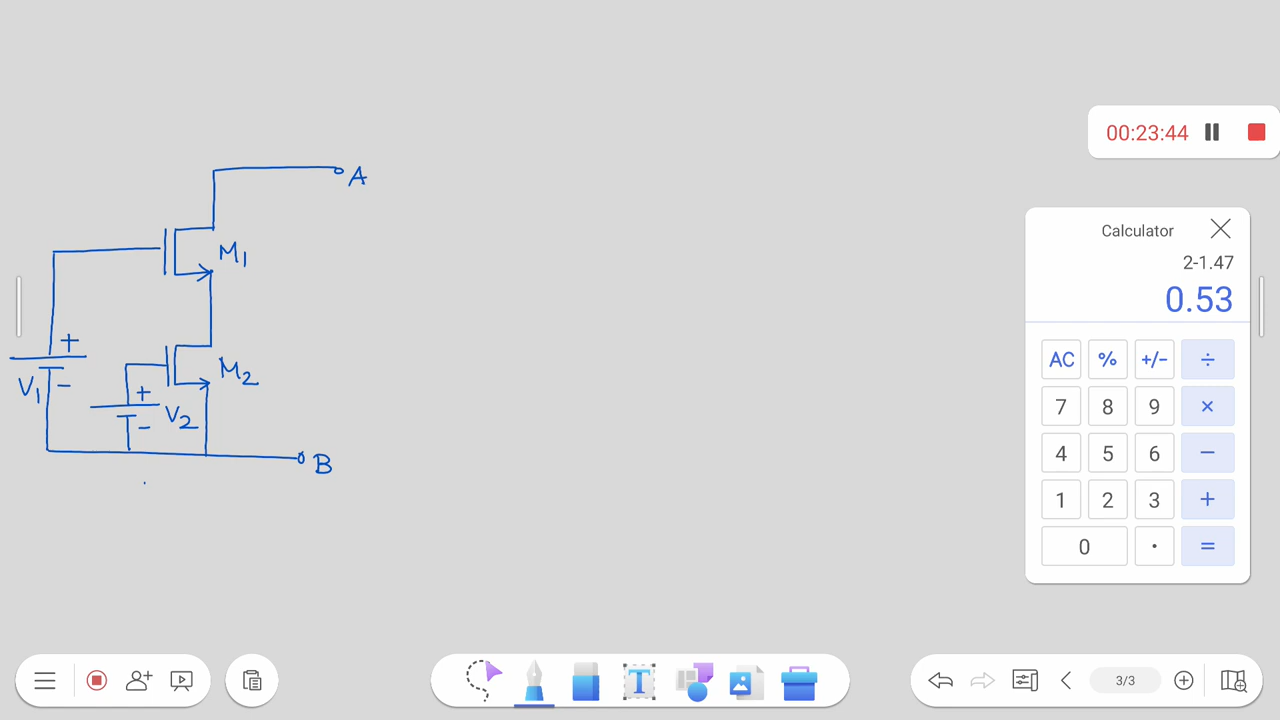 00:23:44
A
M1
Calculator
2-1.47
0.53
+
V1
-
M2
+
V2
-
B
AC % +/- ÷
7 8 9 ×
4 5 6 −
1 2 3 +
0 · =
T
3/3